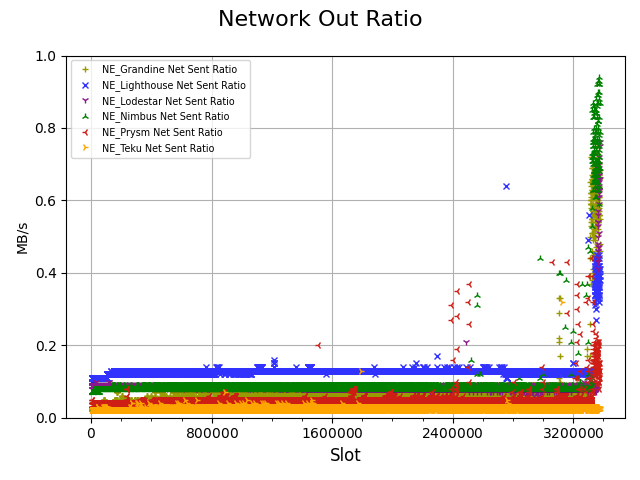 Network Out Ratio
1.0
0.8
0.6
0.4
0.2
0.0
MB/s
NE_Grandine Net Sent Ratio
NE_Lighthouse Net Sent Ratio
NE_Lodestar Net Sent Ratio
NE_Nimbus Net Sent Ratio
NE_Prysm Net Sent Ratio
NE_Teku Net Sent Ratio
0 800000 1600000 2400000 3200000
Slot